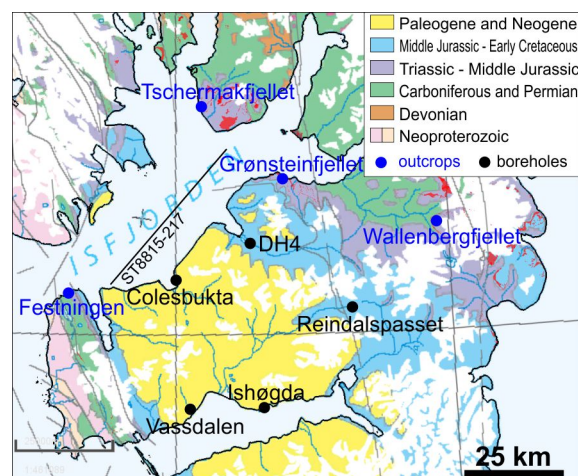 Paleogene and Neogene
Middle Jurassic - Early Cretaceous
Triassic - Middle Jurassic
Carboniferous and Permian
Devonian
Neoproterozoic
outcrops
boreholes
Tschermakfjellet
Grønsteinfjellet
ISFJORDEN
ST8815-217
Wallenbergfjellet
DH4
Colesbukta
Festningen
Reindalspasset
Ishøgda
Vassdalen
25 km